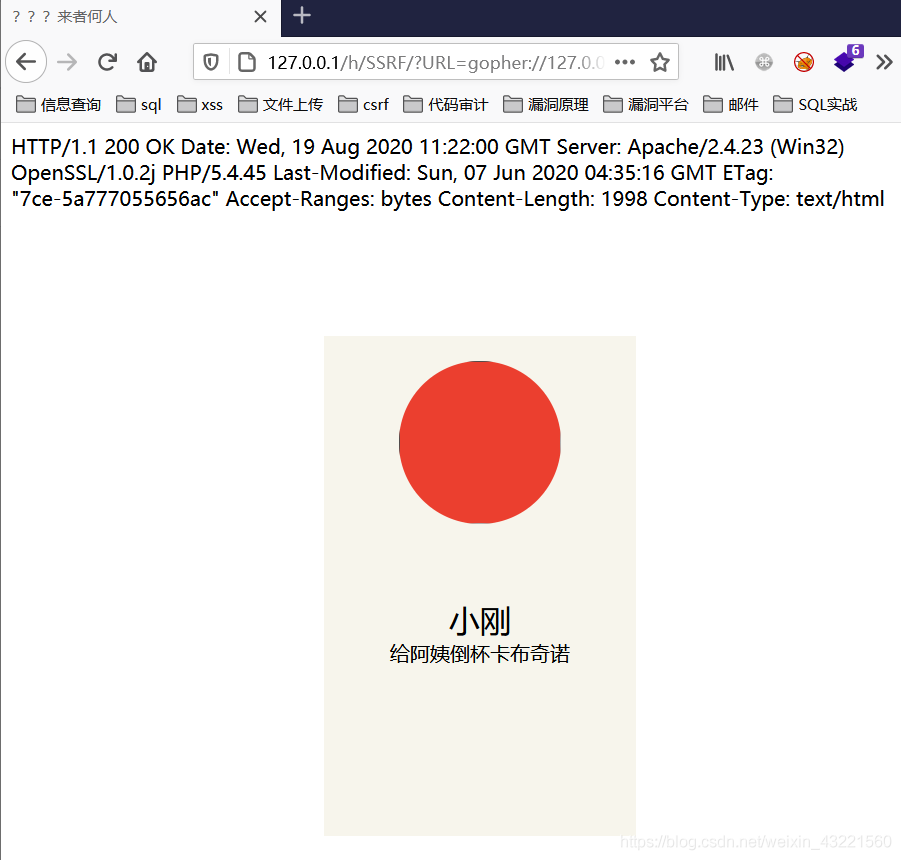 ？？？来者何人
127.0.0.1/h/SSRF/?URL=gopher://127.0.0
6
信息查询 sql xss 文件上传 csrf 代码审计 漏洞原理 漏洞平台 邮件 SQL实战
HTTP/1.1 200 OK Date: Wed, 19 Aug 2020 11:22:00 GMT Server: Apache/2.4.23 (Win32)
OpenSSL/1.0.2j PHP/5.4.45 Last-Modified: Sun, 07 Jun 2020 04:35:16 GMT ETag:
"7ce-5a777055656ac" Accept-Ranges: bytes Content-Length: 1998 Content-Type: text/html
小刚
给阿姨倒杯卡布奇诺
https://blog.csdn.net/weixin_43221560